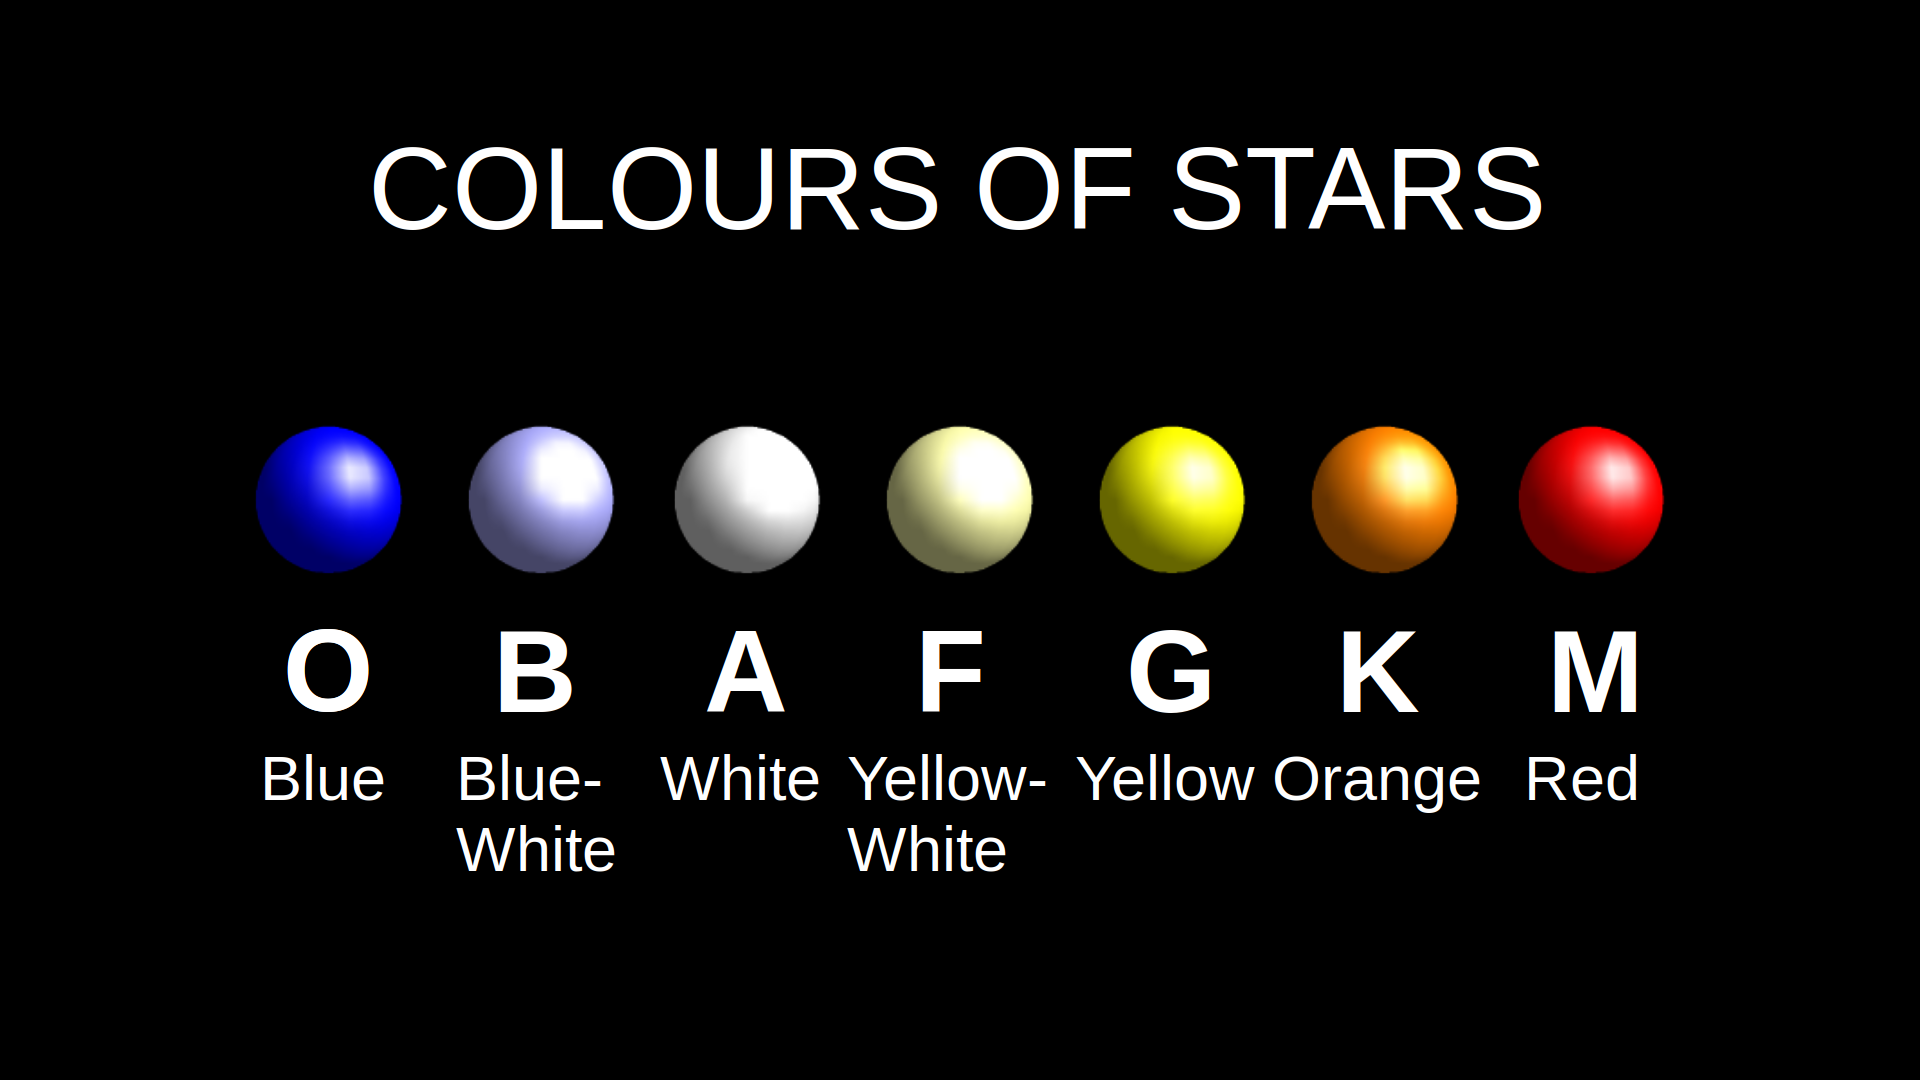 COLOURS OF STARS
O B A F G K M
Blue Blue- White Yellow- Yellow Orange Red
White White